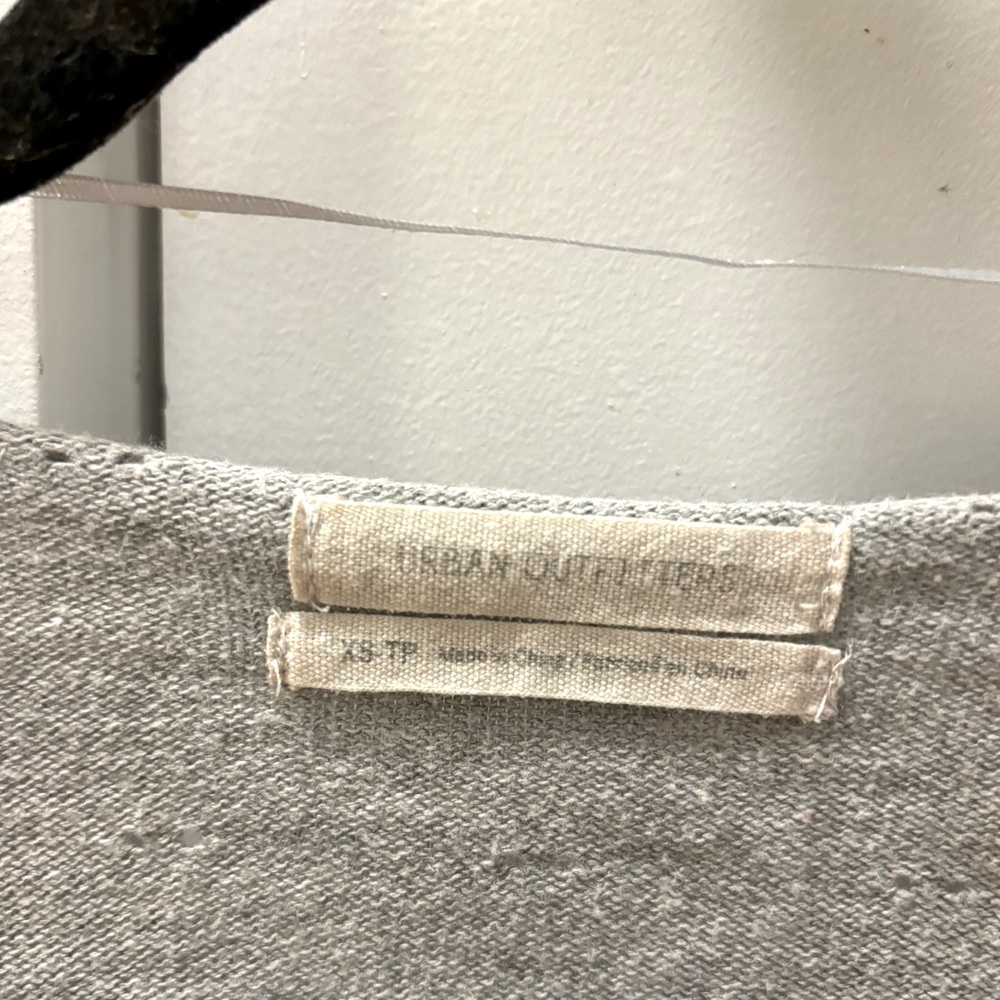 URBAN OUTFITTERS
XS TP Made in China / Fabriqué en Chine